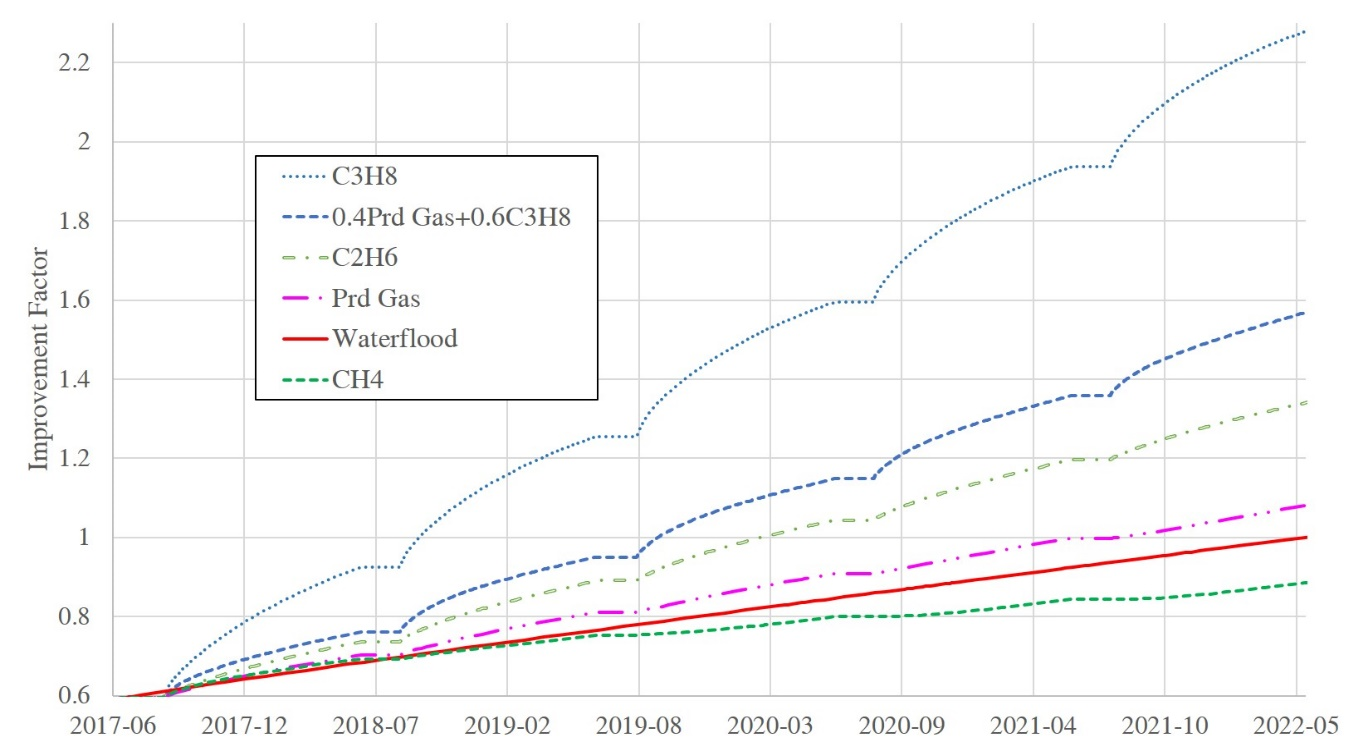 2.2
2
1.8
1.6
1.4
1.2
1
0.8
0.6
Improvement Factor
C3H8
0.4Prd Gas+0.6C3H8
C2H6
Prd Gas
Waterflood
CH4
2017-06 2017-12 2018-07 2019-02 2019-08 2020-03 2020-09 2021-04 2021-10 2022-05